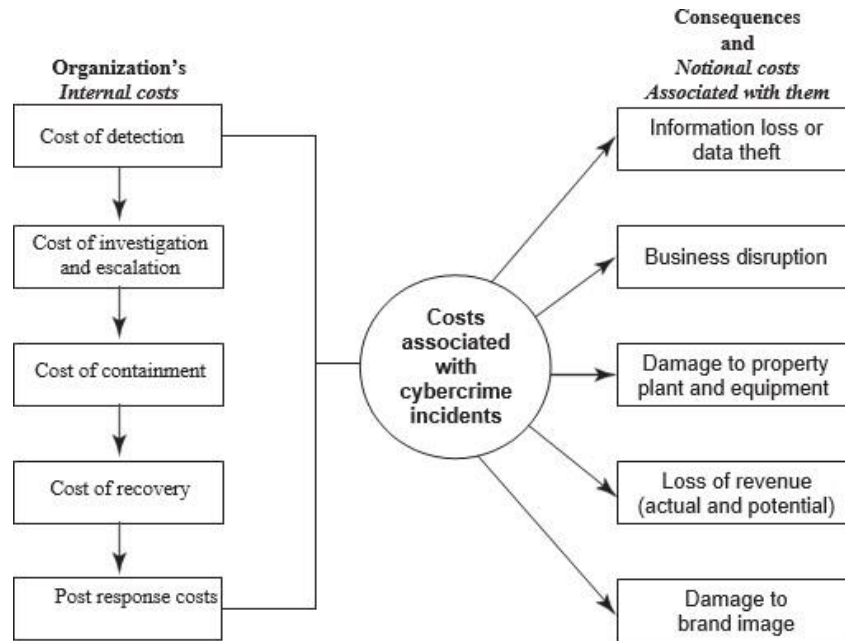 Organization's
Internal costs
Cost of detection
Cost of investigation
and escalation
Cost of containment
Cost of recovery
Post response costs
Costs
associated
with
cybercrime
incidents
Consequences
and
Notional costs
Associated with them
Information loss or
data theft
Business disruption
Damage to property
plant and equipment
Loss of revenue
(actual and potential)
Damage to
brand image